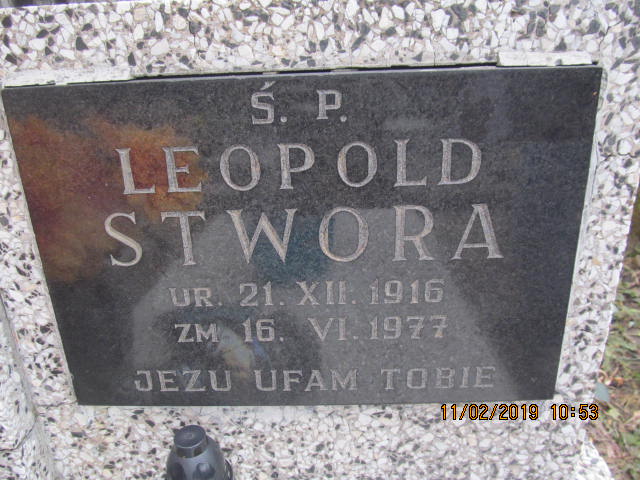 Ś. P.
LEOPOLD
STWORA
UR. 21. XII. 1916
ZM. 16. VI. 1977
JEZU UFAM TOBIE
11/02/2019 10:53